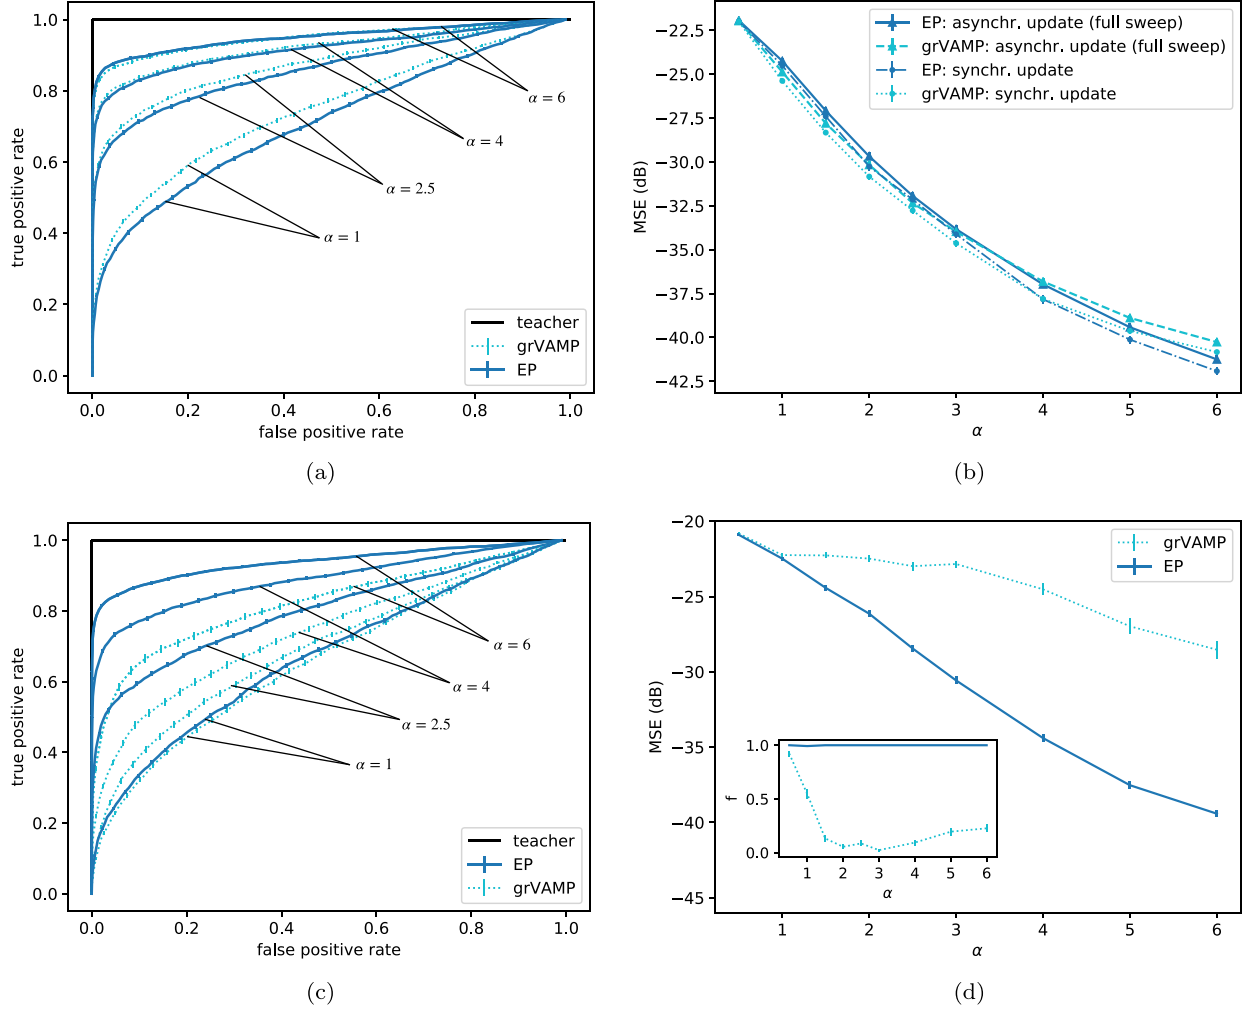 1.0
0.8
0.6
0.4
0.2
0.0
true positive rate
α = 6
α = 4
α = 2.5
α = 1
teacher
grVAMP
EP
0.0 0.2 0.4 0.6 0.8 1.0
false positive rate
(a)
−22.5
−25.0
−27.5
−30.0
−32.5
−35.0
−37.5
−40.0
−42.5
MSE (dB)
EP: asynchr. update (full sweep)
grVAMP: asynchr. update (full sweep)
EP: synchr. update
grVAMP: synchr. update
1 2 3 4 5 6
α
(b)
1.0
0.8
0.6
0.4
0.2
0.0
true positive rate
α = 6
α = 4
α = 2.5
α = 1
teacher
EP
grVAMP
0.0 0.2 0.4 0.6 0.8 1.0
false positive rate
(c)
−20
−25
−30
−35
−40
−45
MSE (dB)
grVAMP
EP
1.0
0.5
0.0
f
1 2 3 4 5 6
α
1 2 3 4 5 6
α
(d)